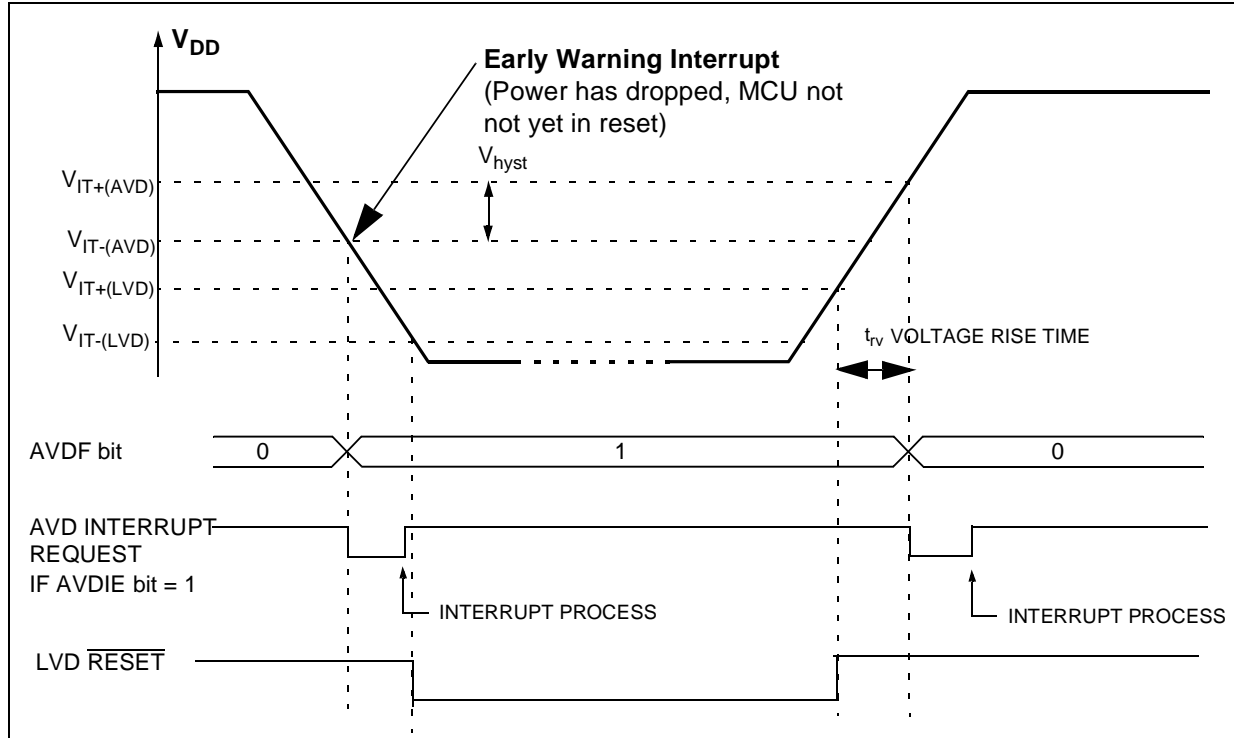 VDD
Early Warning Interrupt
(Power has dropped, MCU not
not yet in reset)
Vhyst
VIT+(AVD)
VIT-(AVD)
VIT+(LVD)
VIT-(LVD)
trv VOLTAGE RISE TIME
AVDF bit
0
1
0
AVD INTERRUPT
REQUEST
IF AVDIE bit = 1
INTERRUPT PROCESS
INTERRUPT PROCESS
LVD RESET